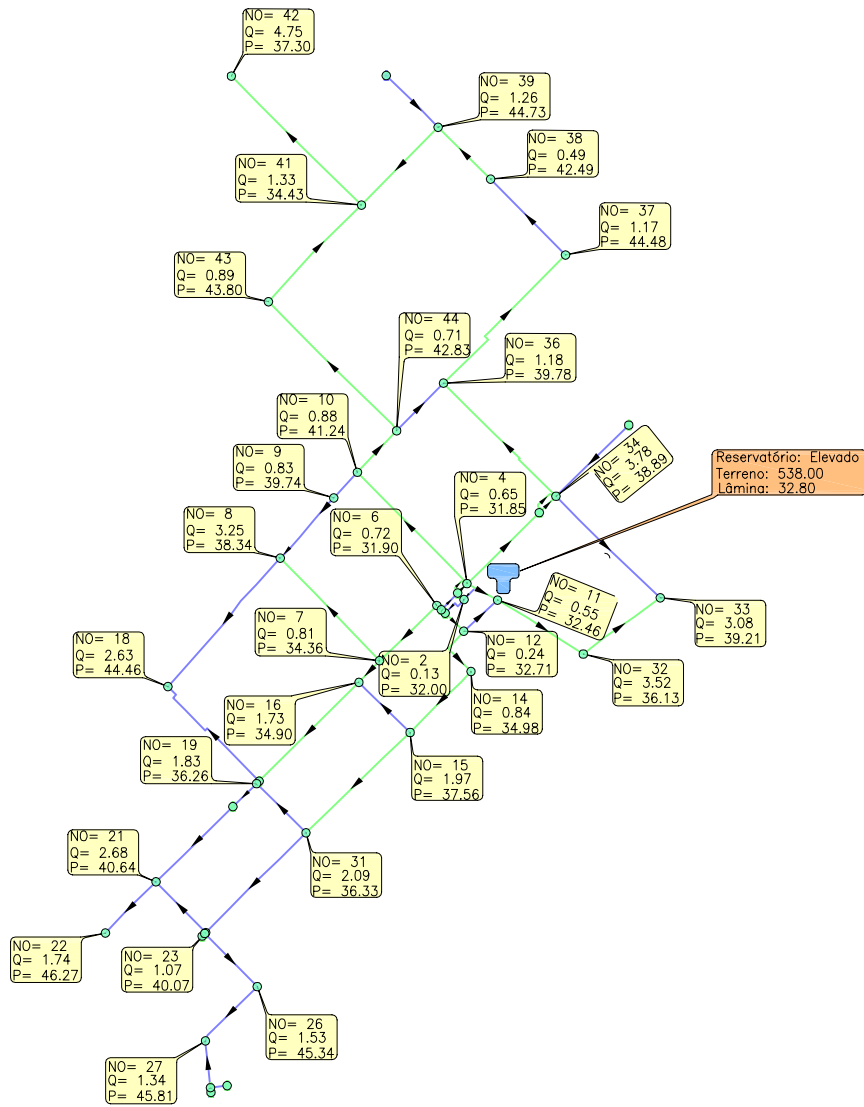 NO= 42
Q= 4.75
P= 37.30
NO= 39
Q= 1.26
P= 44.73
NO= 38
Q= 0.49
P= 42.49
NO= 41
Q= 1.33
P= 34.43
NO= 37
Q= 1.17
P= 44.48
NO= 43
Q= 0.89
P= 43.80
NO= 44
Q= 0.71
P= 42.83
NO= 36
Q= 1.18
P= 39.78
NO= 10
Q= 0.88
P= 41.24
NO= 34
Q= 3.78
P= 38.89
NO= 9
Q= 0.83
P= 39.74
Reservatório: Elevado
Terreno: 538.00
Lâmina: 32.80
NO= 4
Q= 0.65
P= 31.85
NO= 8
Q= 3.25
P= 38.34
NO= 6
Q= 0.72
P= 31.90
NO= 11
Q= 0.55
P= 32.46
NO= 7
Q= 0.81
P= 34.36
NO= 33
Q= 3.08
P= 39.21
NO= 18
Q= 2.63
P= 44.46
NO= 2
Q= 0.13
P= 32.00
NO= 12
Q= 0.24
P= 32.71
NO= 32
Q= 3.52
P= 36.13
NO= 16
Q= 1.73
P= 34.90
NO= 14
Q= 0.84
P= 34.98
NO= 19
Q= 1.83
P= 36.26
NO= 15
Q= 1.97
P= 37.56
NO= 21
Q= 2.68
P= 40.64
NO= 31
Q= 2.09
P= 36.33
NO= 22
Q= 1.74
P= 46.27
NO= 23
Q= 1.07
P= 40.07
NO= 26
Q= 1.53
P= 45.34
NO= 27
Q= 1.34
P= 45.81